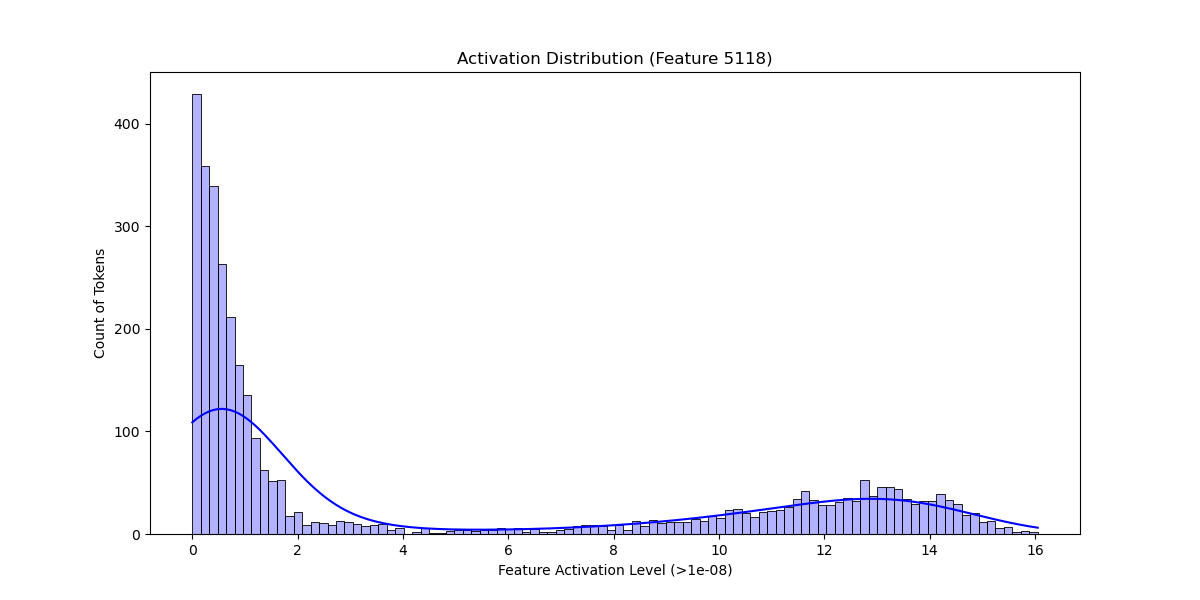 Activation Distribution (Feature 5118)
Count of Tokens
400
300
200
100
0
0 2 4 6 8 10 12 14 16
Feature Activation Level (>1e-08)